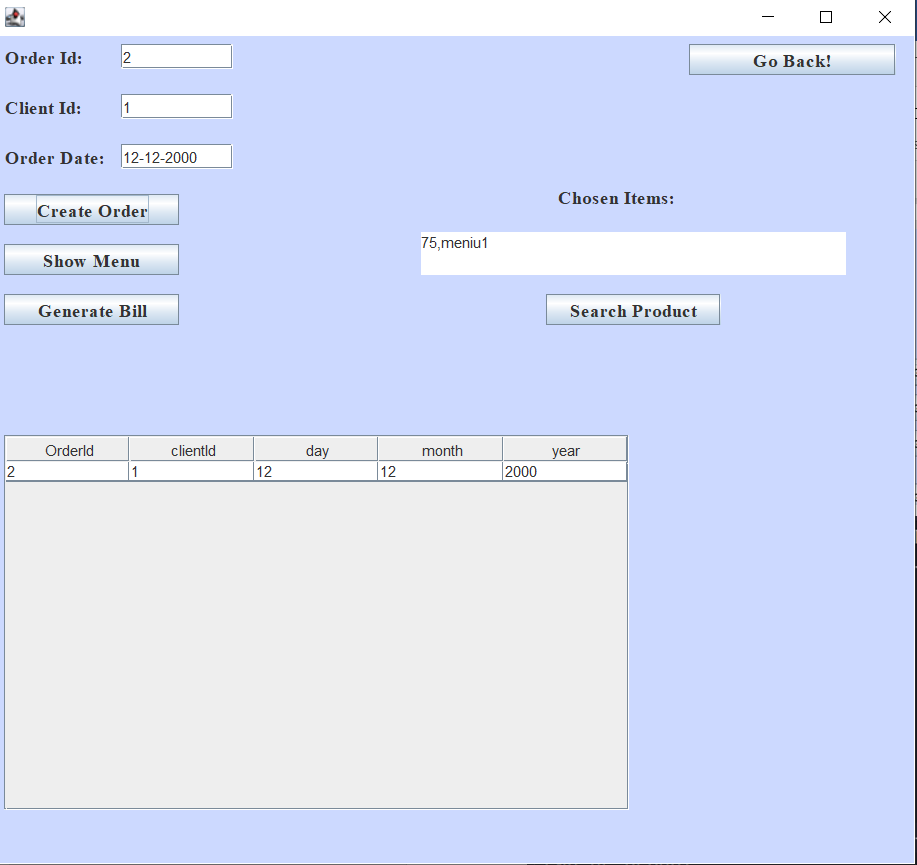 Order Id: 2 Go Back!
Client Id: 1
Order Date: 12-12-2000
Create Order Chosen Items:
Show Menu 75,meniu1
Generate Bill Search Product
OrderId clientId day month year
2 1 12 12 2000